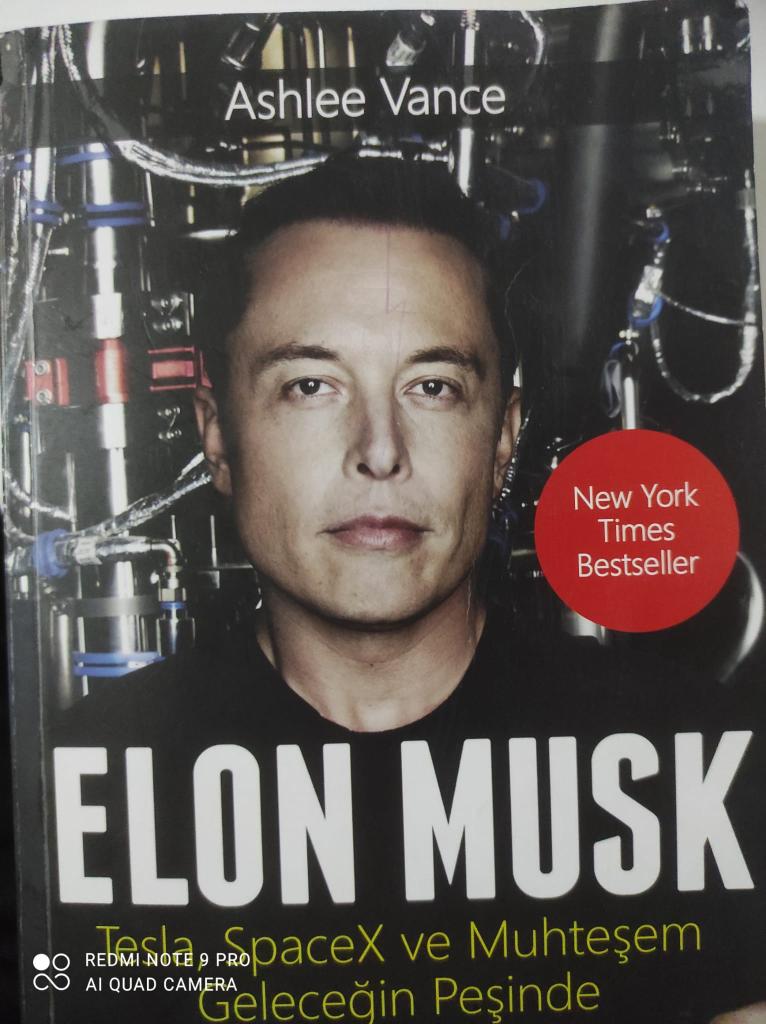 Ashlee Vance
New York
Times
Bestseller
ELON MUSK
Tesla, SpaceX ve Muhteşem
Geleceğin Peşinde
REDMI NOTE 9 PRO
AI QUAD CAMERA